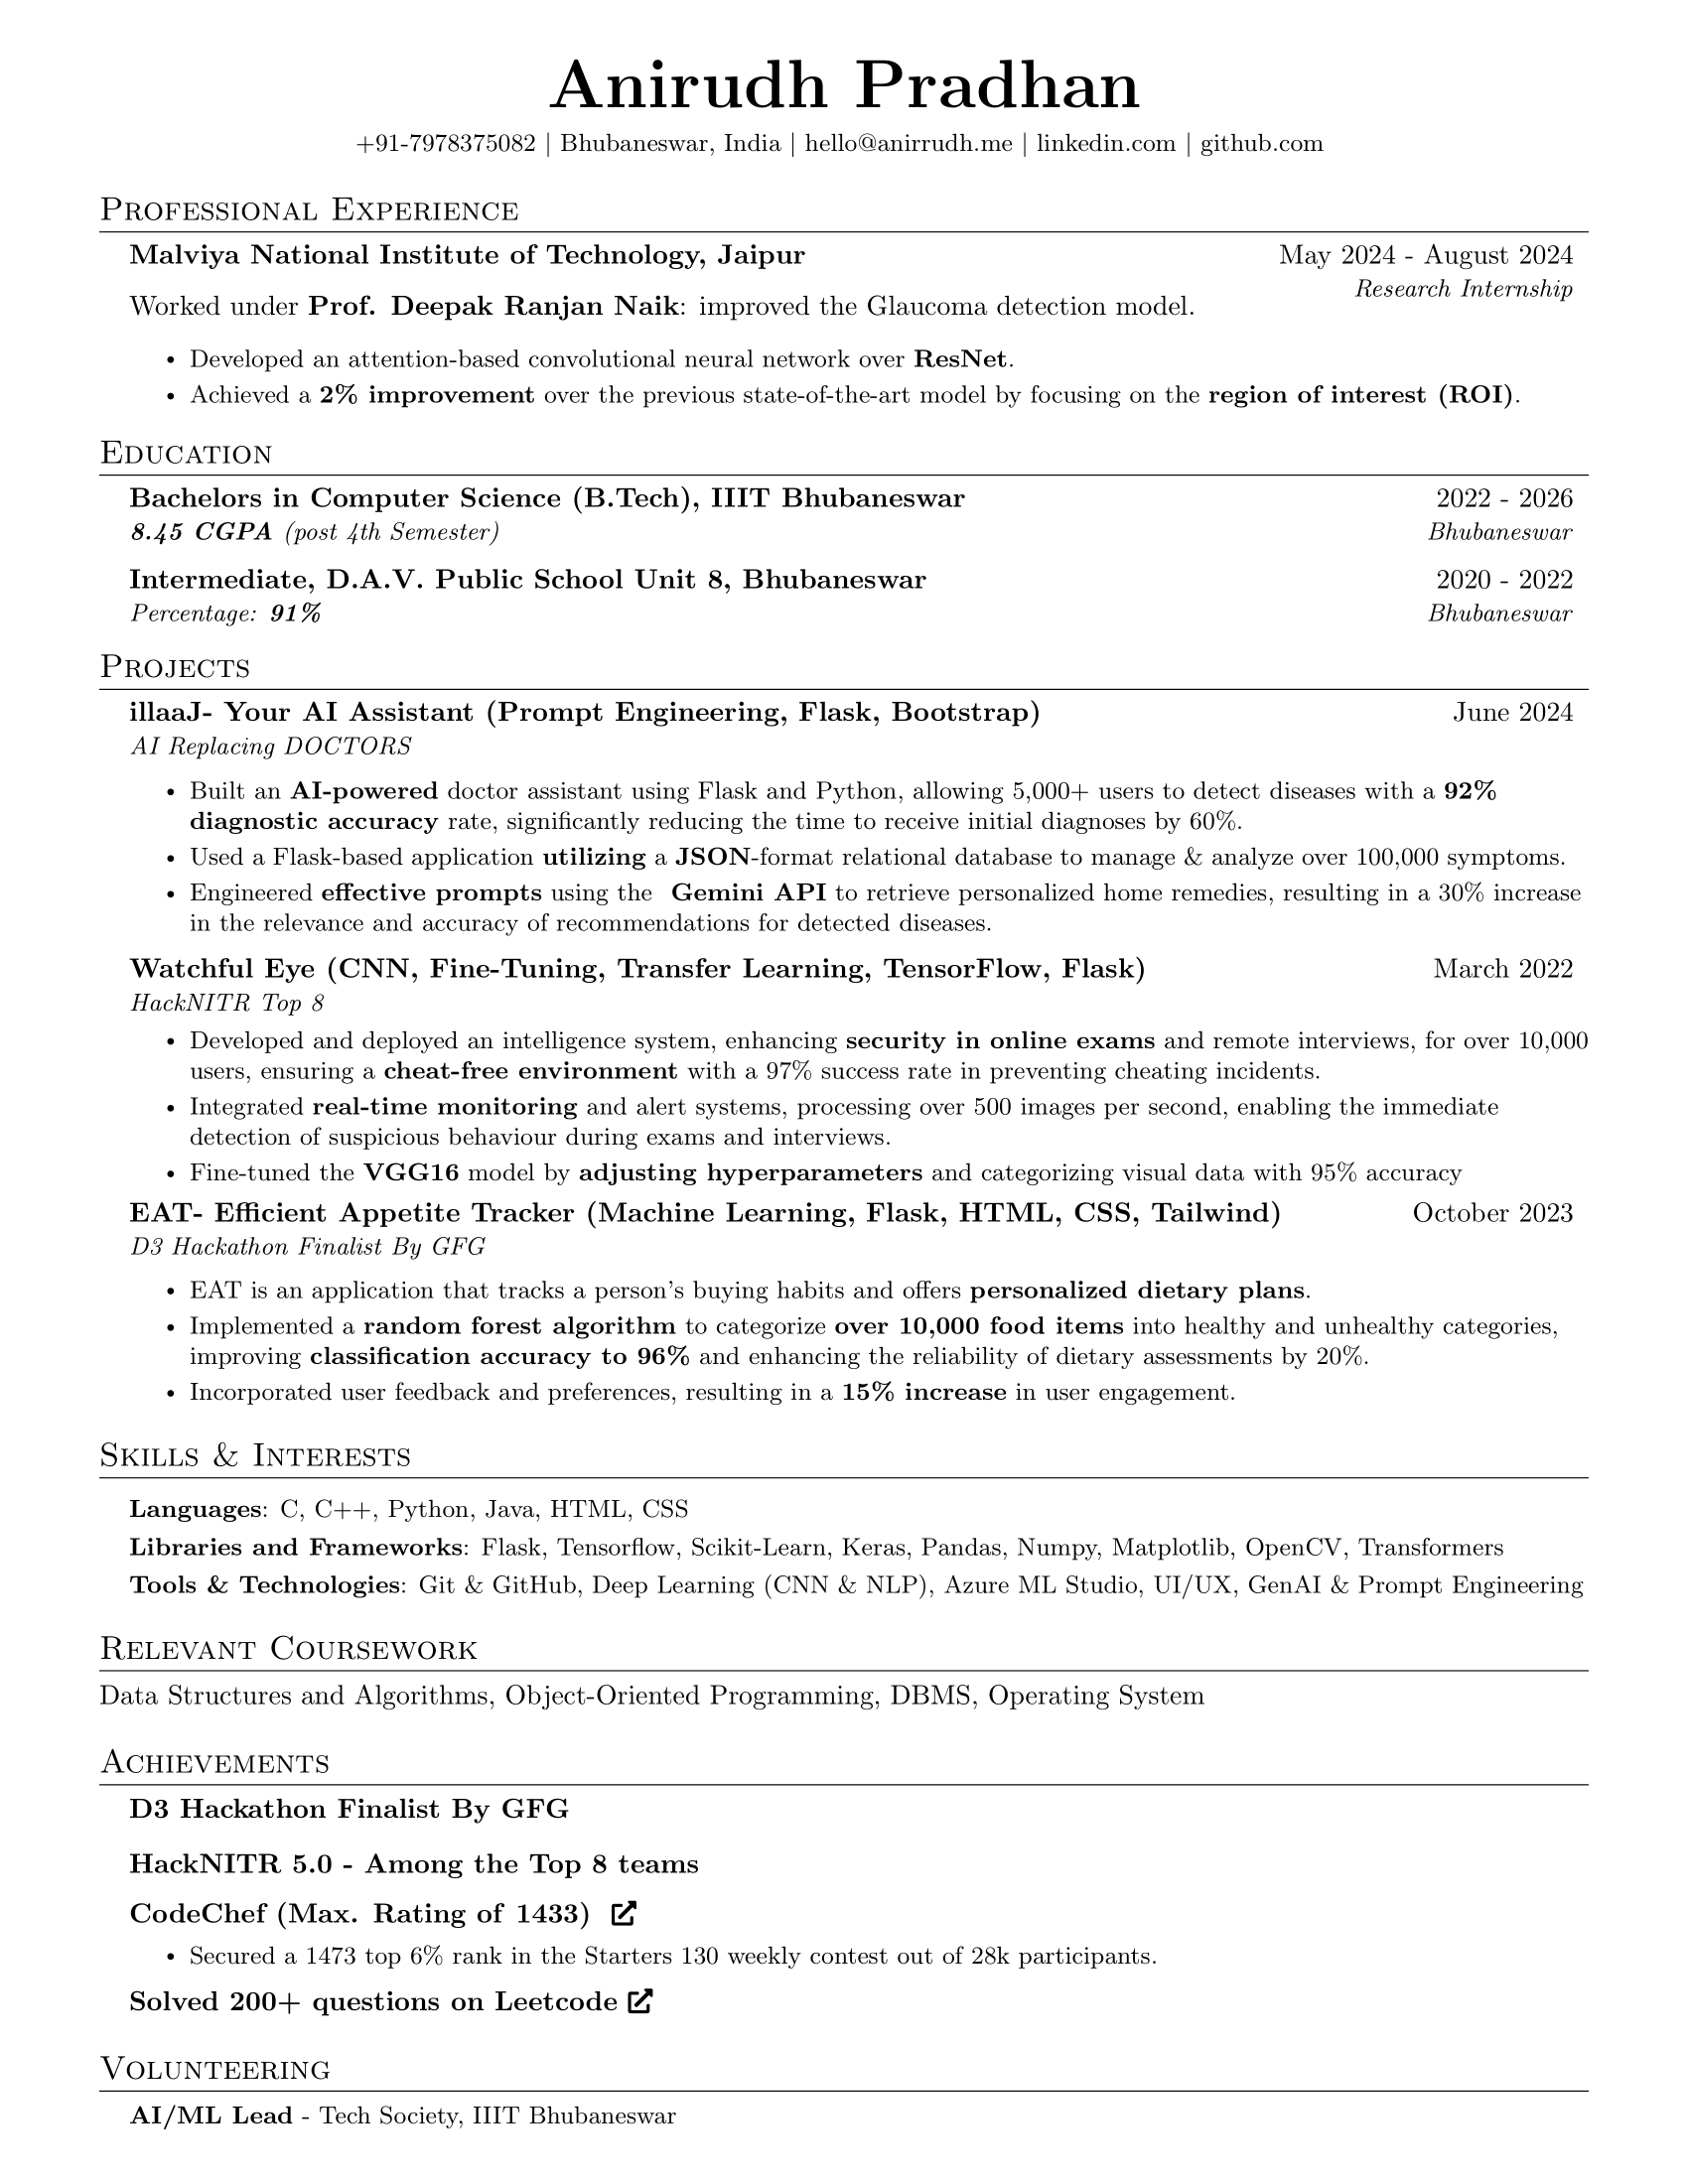 Anirudh Pradhan
+91-7978375082 | Bhubaneswar, India | hello@anirrudh.me | linkedin.com | github.com
Professional Experience
Malviya National Institute of Technology, Jaipur May 2024 - August 2024
Research Internship
Worked under Prof. Deepak Ranjan Naik: improved the Glaucoma detection model.
• Developed an attention-based convolutional neural network over ResNet.
• Achieved a 2% improvement over the previous state-of-the-art model by focusing on the region of interest (ROI).
Education
Bachelors in Computer Science (B.Tech), IIIT Bhubaneswar 2022 - 2026
8.45 CGPA (post 4th Semester) Bhubaneswar
Intermediate, D.A.V. Public School Unit 8, Bhubaneswar 2020 - 2022
Percentage: 91% Bhubaneswar
Projects
illaaJ- Your AI Assistant (Prompt Engineering, Flask, Bootstrap) June 2024
AI Replacing DOCTORS
• Built an AI-powered doctor assistant using Flask and Python, allowing 5,000+ users to detect diseases with a 92%
diagnostic accuracy rate, significantly reducing the time to receive initial diagnoses by 60%.
• Used a Flask-based application utilizing a JSON-format relational database to manage & analyze over 100,000 symptoms.
• Engineered effective prompts using the Gemini API to retrieve personalized home remedies, resulting in a 30% increase
in the relevance and accuracy of recommendations for detected diseases.
Watchful Eye (CNN, Fine-Tuning, Transfer Learning, TensorFlow, Flask) March 2022
HackNITR Top 8
• Developed and deployed an intelligence system, enhancing security in online exams and remote interviews, for over 10,000
users, ensuring a cheat-free environment with a 97% success rate in preventing cheating incidents.
• Integrated real-time monitoring and alert systems, processing over 500 images per second, enabling the immediate
detection of suspicious behaviour during exams and interviews.
• Fine-tuned the VGG16 model by adjusting hyperparameters and categorizing visual data with 95% accuracy
EAT- Efficient Appetite Tracker (Machine Learning, Flask, HTML, CSS, Tailwind) October 2023
D3 Hackathon Finalist By GFG
• EAT is an application that tracks a person's buying habits and offers personalized dietary plans.
• Implemented a random forest algorithm to categorize over 10,000 food items into healthy and unhealthy categories,
improving classification accuracy to 96% and enhancing the reliability of dietary assessments by 20%.
• Incorporated user feedback and preferences, resulting in a 15% increase in user engagement.
Skills & Interests
Languages: C, C++, Python, Java, HTML, CSS
Libraries and Frameworks: Flask, Tensorflow, Scikit-Learn, Keras, Pandas, Numpy, Matplotlib, OpenCV, Transformers
Tools & Technologies: Git & GitHub, Deep Learning (CNN & NLP), Azure ML Studio, UI/UX, GenAI & Prompt Engineering
Relevant Coursework
Data Structures and Algorithms, Object-Oriented Programming, DBMS, Operating System
Achievements
D3 Hackathon Finalist By GFG
HackNITR 5.0 - Among the Top 8 teams
CodeChef (Max. Rating of 1433)
• Secured a 1473 top 6% rank in the Starters 130 weekly contest out of 28k participants.
Solved 200+ questions on Leetcode
Volunteering
AI/ML Lead - Tech Society, IIIT Bhubaneswar